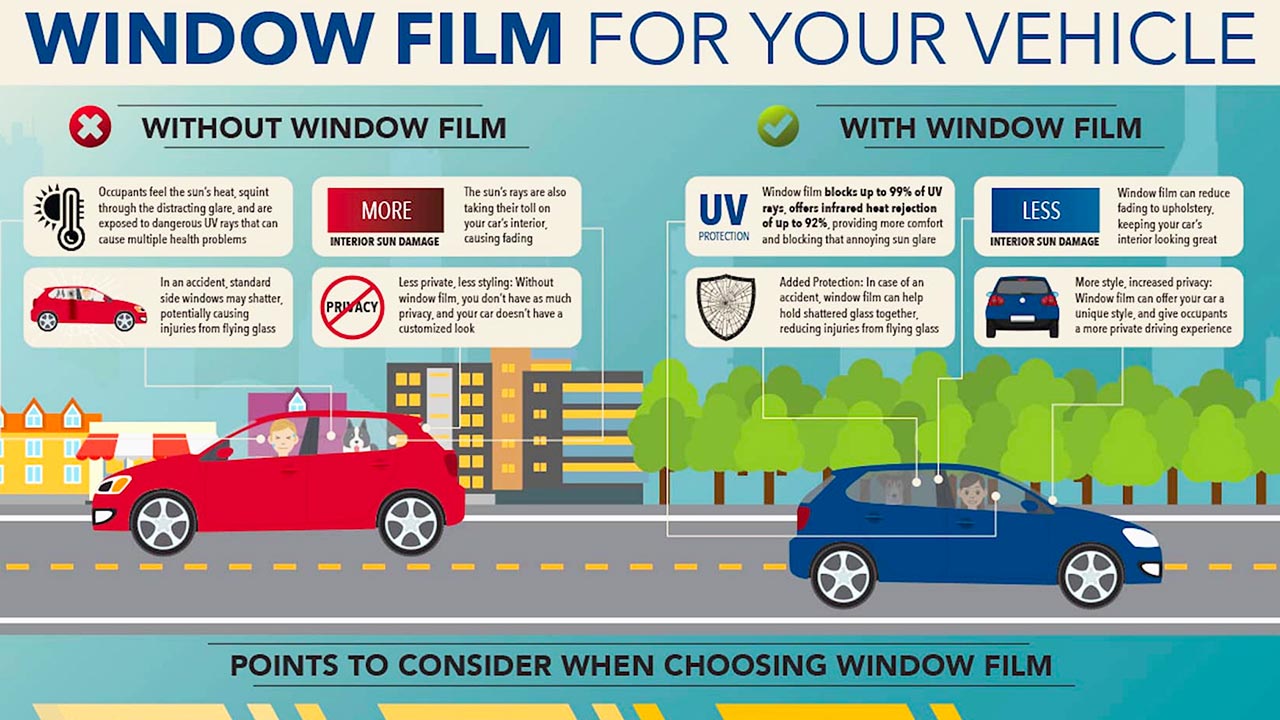 WINDOW FILM FOR YOUR VEHICLE
WITHOUT WINDOW FILM
Occupants feel the sun's heat, squint
through the distracting glare, and are
exposed to dangerous UV rays that can
cause multiple health problems
MORE
INTERIOR SUN DAMAGE
The sun's rays are also
taking their toll on
your car's interior,
causing fading
In an accident, standard
side windows may shatter,
potentially causing
injuries from flying glass
PRIVACY
Less private, less styling: Without
window film, you don't have as much
privacy, and your car doesn't have a
customized look
WITH WINDOW FILM
UV
PROTECTION
Window film blocks up to 99% of UV
rays, offers infrared heat rejection
of up to 92%, providing more comfort
and blocking that annoying sun glare
LESS
INTERIOR SUN DAMAGE
Window film can reduce
fading to upholstery,
keeping your car's
interior looking great
Added Protection: In case of an
accident, window film can help
hold shattered glass together,
reducing injuries from flying glass
More style, increased privacy:
Window film can offer your car a
unique style, and give occupants
a more private driving experience
POINTS TO CONSIDER WHEN CHOOSING WINDOW FILM